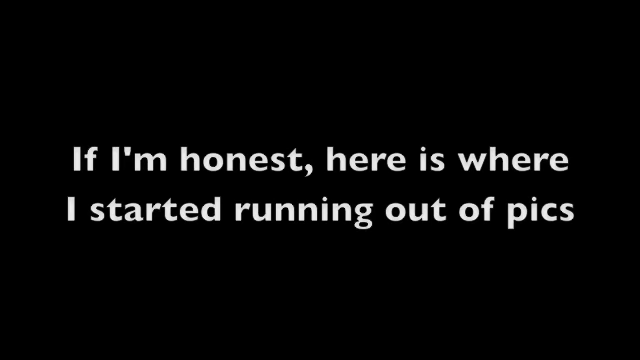 If I'm honest, here is where
I started running out of pics